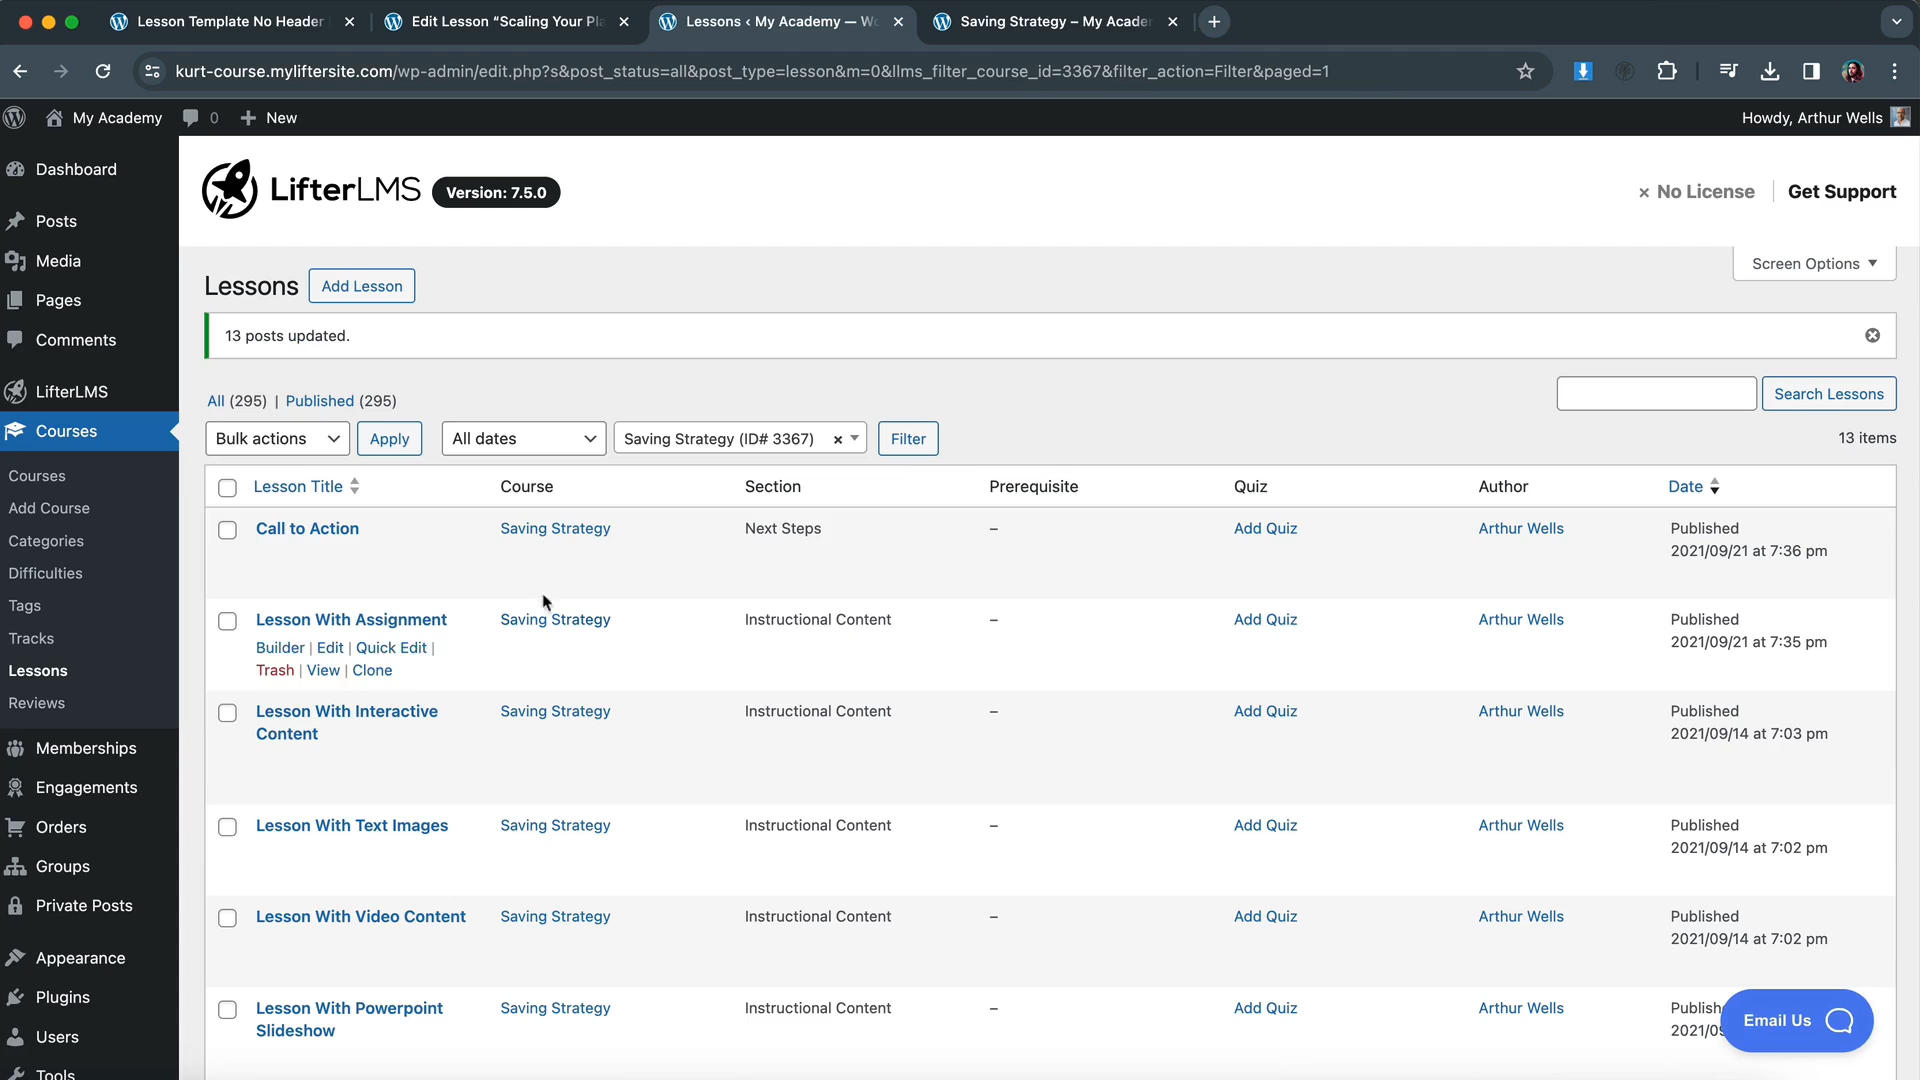 Lesson Template No Header
Edit Lesson “Scaling Your Pl
Lessons ‹ My Academy — Wo
Saving Strategy – My Acade
kurt-course.myliftersite.com/wp-admin/edit.php?s&post_status=all&post_type=lesson&m=0&llms_filter_course_id=3367&filter_action=Filter&paged=1
My Academy
0
New
Howdy, Arthur Wells
Dashboard
Posts
Media
Pages
Comments
LifterLMS
Courses
Courses
Add Course
Categories
Difficulties
Tags
Tracks
Lessons
Reviews
Memberships
Engagements
Orders
Groups
Private Posts
Appearance
Plugins
Users
Tools
LifterLMS Version: 7.5.0
× No License
Get Support
Screen Options
Lessons
Add Lesson
13 posts updated.
All (295) | Published (295)
Search Lessons
Bulk actions
Apply
All dates
Saving Strategy (ID# 3367) ×
Filter
13 items
Lesson Title Course Section Prerequisite Quiz Author Date
Call to Action Saving Strategy Next Steps – Add Quiz Arthur Wells Published
2021/09/21 at 7:36 pm
Lesson With Assignment Saving Strategy Instructional Content – Add Quiz Arthur Wells Published
Builder | Edit | Quick Edit | 2021/09/21 at 7:35 pm
Trash | View | Clone
Lesson With Interactive Saving Strategy Instructional Content – Add Quiz Arthur Wells Published
Content 2021/09/14 at 7:03 pm
Lesson With Text Images Saving Strategy Instructional Content – Add Quiz Arthur Wells Published
2021/09/14 at 7:02 pm
Lesson With Video Content Saving Strategy Instructional Content – Add Quiz Arthur Wells Published
2021/09/14 at 7:02 pm
Lesson With Powerpoint Saving Strategy Instructional Content – Add Quiz Arthur Wells Publish
Slideshow 2021/09
Email Us